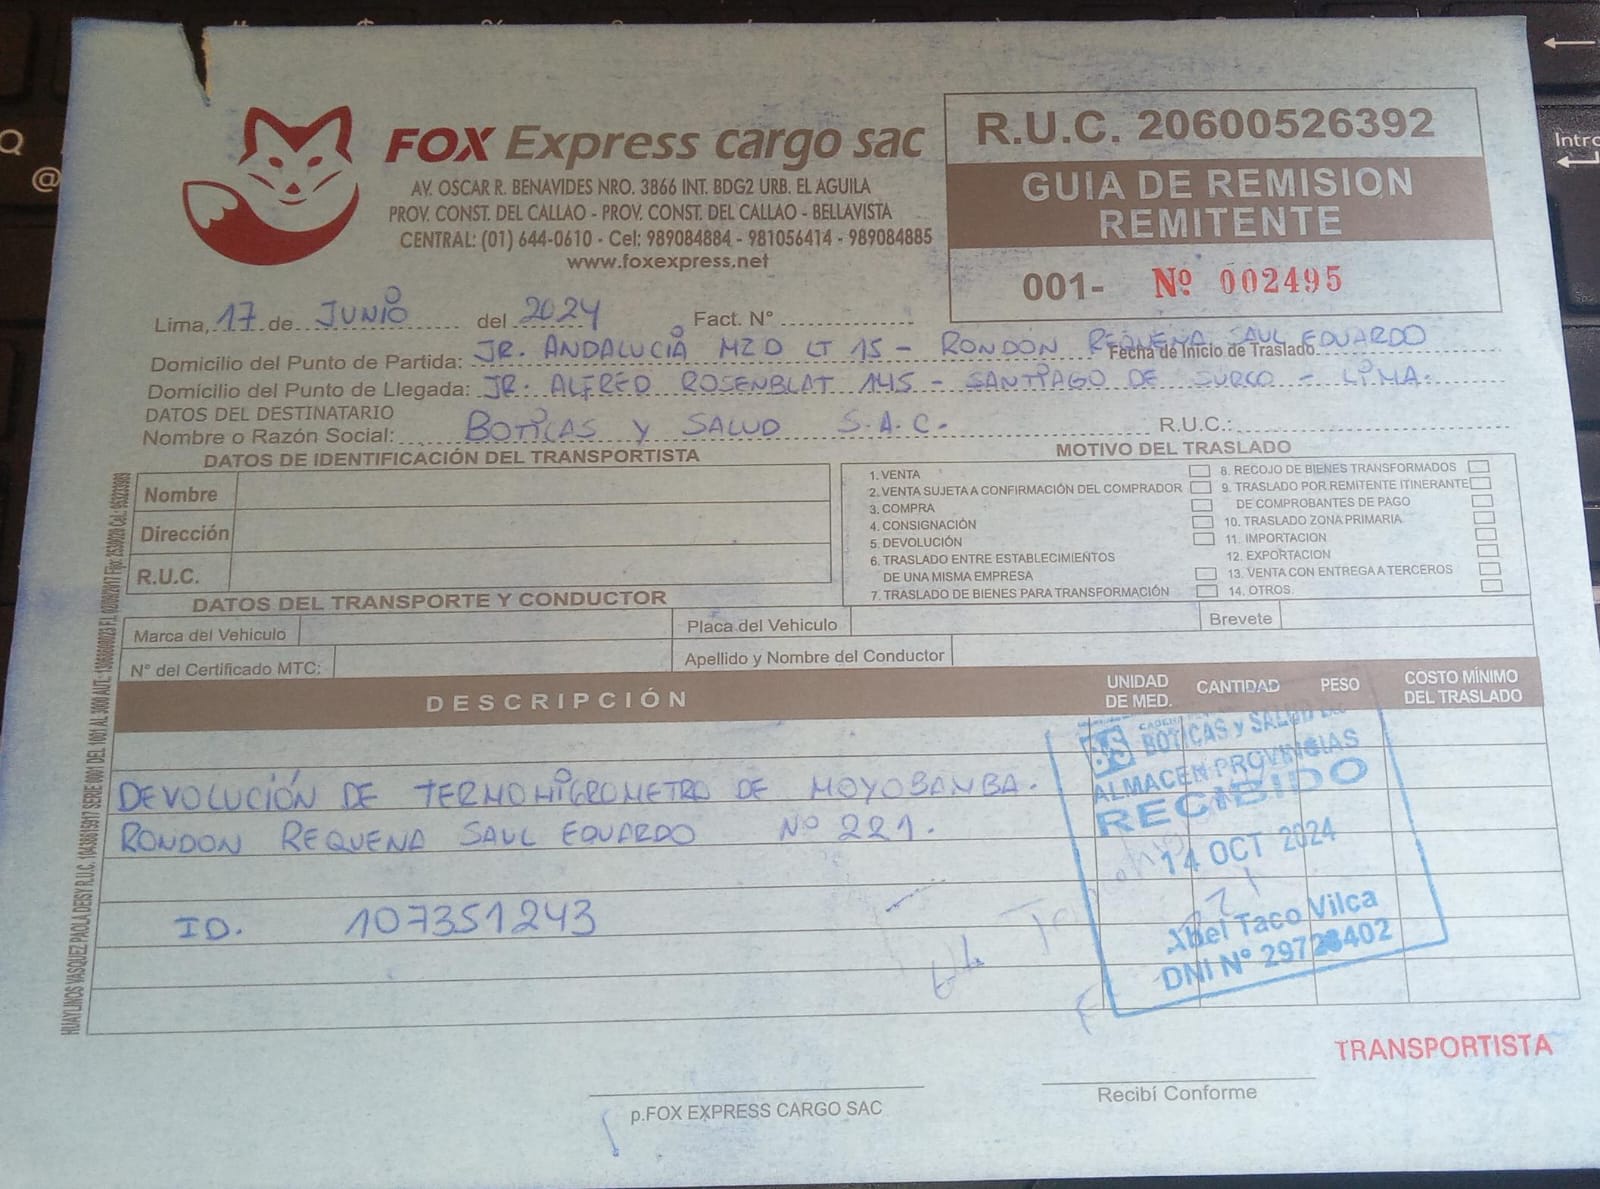 FOX Express cargo sac
AV. OSCAR R. BENAVIDES NRO. 3866 INT. BDG2 URB. EL AGUILA
PROV. CONST. DEL CALLAO - PROV. CONST. DEL CALLAO - BELLAVISTA
CENTRAL: (01) 644-0610 - Cel: 989084884 - 981056414 - 989084885
www.foxexpress.net
R.U.C. 20600526392
GUIA DE REMISION
REMITENTE
001- Nº 002495
Lima, 17 de JUNIO del 2024 Fact. N°
Domicilio del Punto de Partida: JR. ANDALUCIA MZ D LT 15 - RONDON REQUENA SAUL EDUARDO
Fecha de Inicio de Traslado
Domicilio del Punto de Llegada: JR. ALFRED ROSENBLAT 145 - SANTIAGO DE SURCO - LIMA.
DATOS DEL DESTINATARIO
Nombre o Razón Social: BOTICAS Y SALUD S.A.C. R.U.C.:
DATOS DE IDENTIFICACIÓN DEL TRANSPORTISTA
Nombre
Dirección
R.U.C.
MOTIVO DEL TRASLADO
1. VENTA
2. VENTA SUJETA A CONFIRMACIÓN DEL COMPRADOR
3. COMPRA
4. CONSIGNACIÓN
5. DEVOLUCIÓN
6. TRASLADO ENTRE ESTABLECIMIENTOS
DE UNA MISMA EMPRESA
7. TRASLADO DE BIENES PARA TRANSFORMACIÓN
8. RECOJO DE BIENES TRANSFORMADOS
9. TRASLADO POR REMITENTE ITINERANTE
DE COMPROBANTES DE PAGO
10. TRASLADO ZONA PRIMARIA
11. IMPORTACION
12. EXPORTACION
13. VENTA CON ENTREGA A TERCEROS
14. OTROS.
DATOS DEL TRANSPORTE Y CONDUCTOR
Marca del Vehiculo Placa del Vehiculo Brevete
N° del Certificado MTC: Apellido y Nombre del Conductor
DESCRIPCIÓN
UNIDAD
DE MED.
CANTIDAD
PESO
COSTO MÍNIMO
DEL TRASLADO
DEVOLUCIÓN DE TERMOHIGROMETRO DE MOYOBAMBA.
RONDON REQUENA SAUL EDUARDO Nº 221.
ID. 107351243
BS BOTICAS y SALUD
ALMACEN PROVINCIAS
RECIBIDO
14 OCT 2024
Abel Taco Vilca
DNI N° 29728402
TRANSPORTISTA
p.FOX EXPRESS CARGO SAC
Recibí Conforme
Intro
Q
@